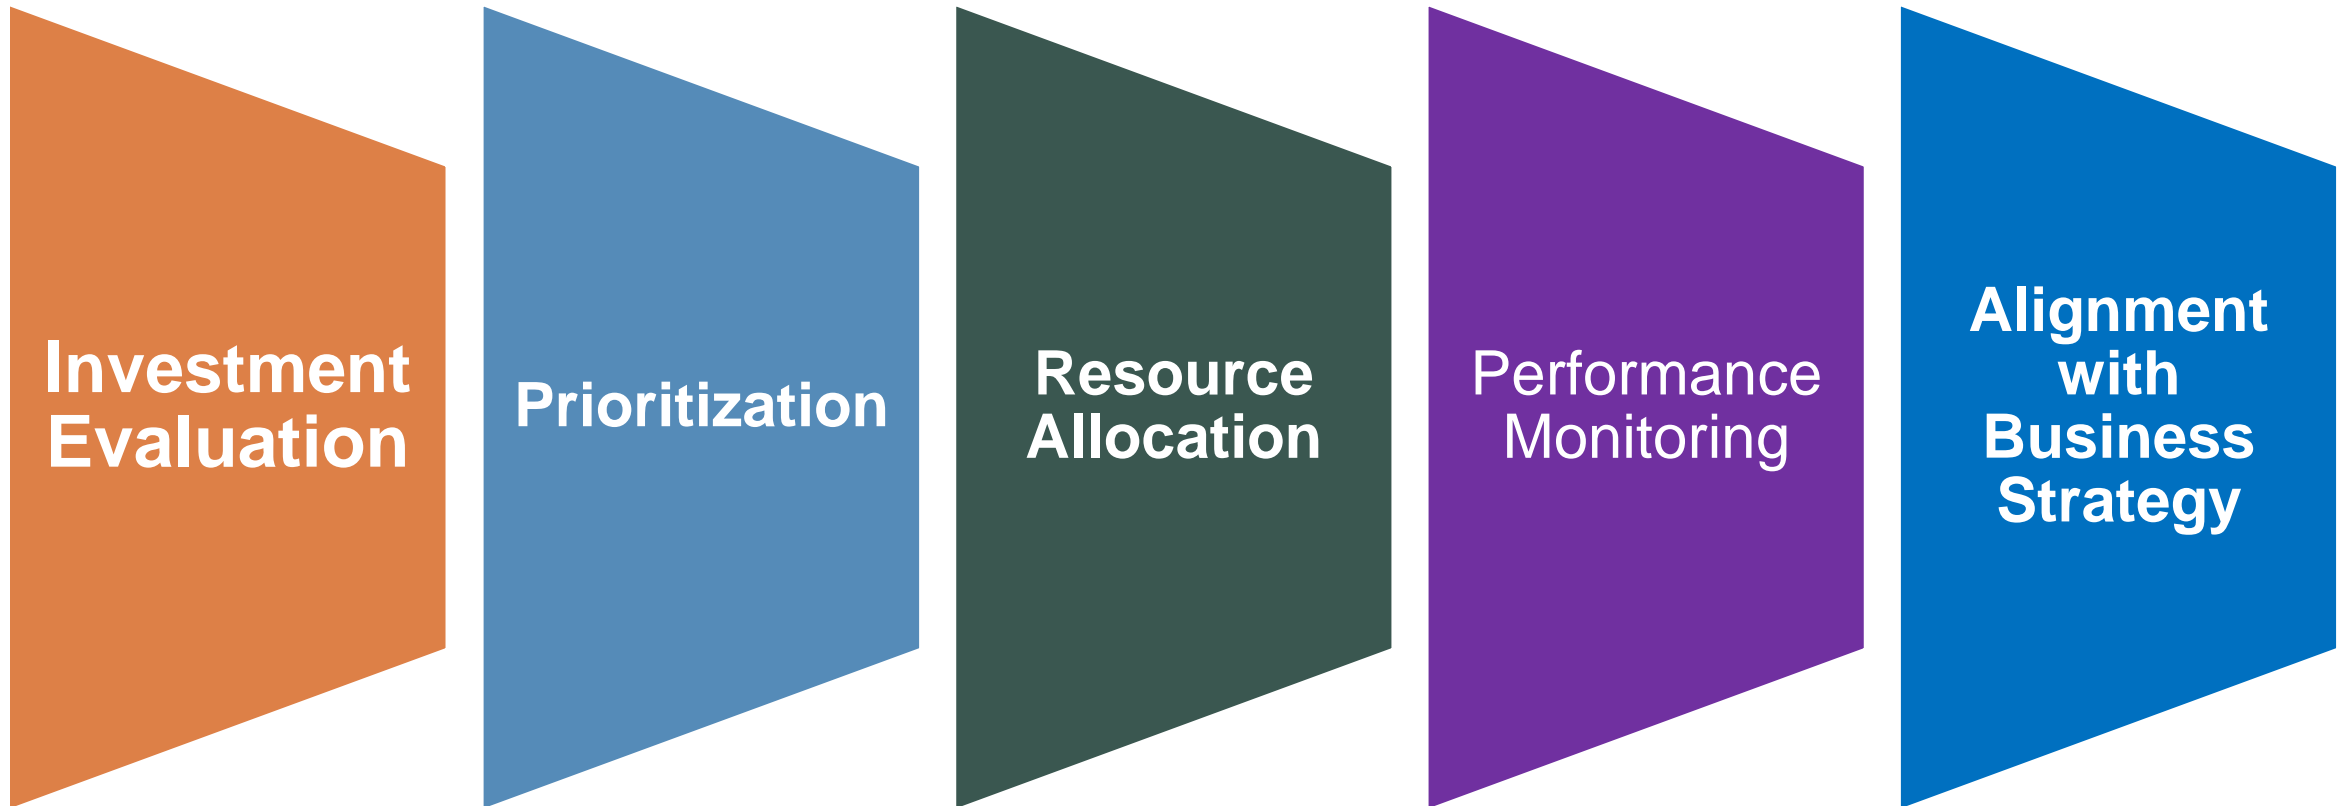 Investment
Evaluation
Prioritization
Resource
Allocation
Performance
Monitoring
Alignment
with
Business
Strategy